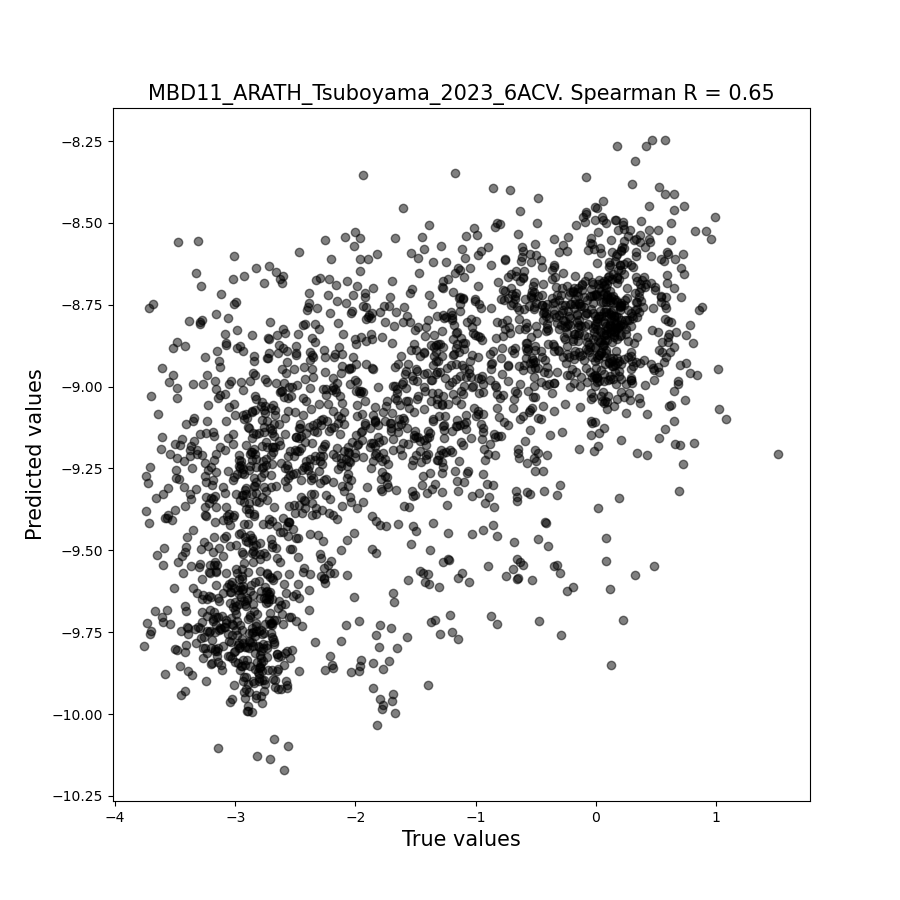 MBD11_ARATH_Tsuboyama_2023_6ACV. Spearman R = 0.65
−8.25
−8.50
−8.75
−9.00
−9.25
−9.50
−9.75
−10.00
−10.25
Predicted values
−4 −3 −2 −1 0 1
True values